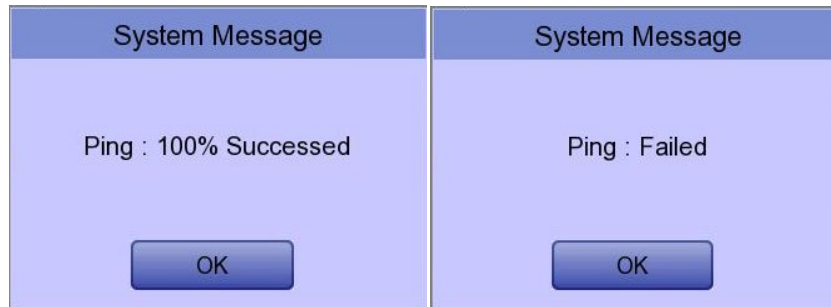 System Message
Ping : 100% Successed
OK
System Message
Ping : Failed
OK